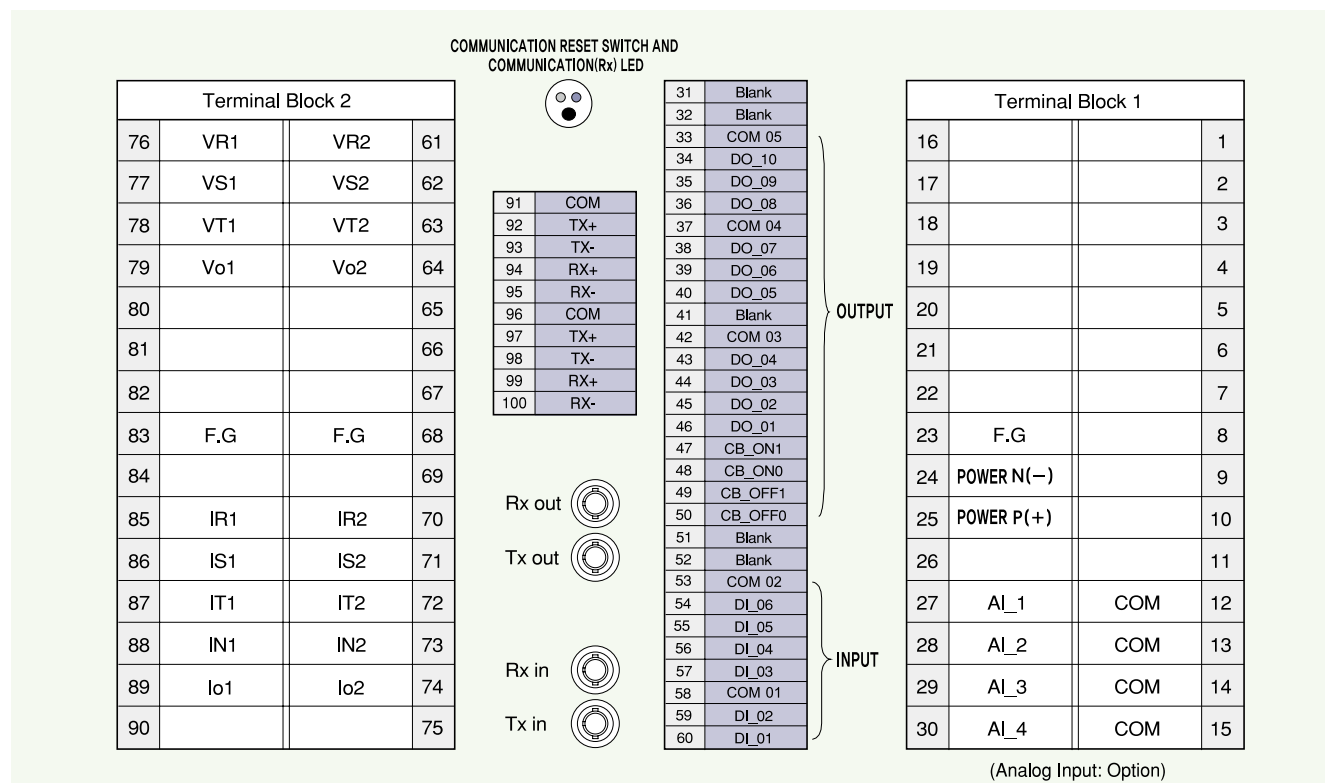 COMMUNICATION RESET SWITCH AND
COMMUNICATION(Rx) LED
Terminal Block 2
76 VR1 VR2 61
77 VS1 VS2 62
78 VT1 VT2 63
79 Vo1 Vo2 64
80 65
81 66
82 67
83 F.G F.G 68
84 69
85 IR1 IR2 70
86 IS1 IS2 71
87 IT1 IT2 72
88 IN1 IN2 73
89 Io1 Io2 74
90 75
91 COM
92 TX+
93 TX-
94 RX+
95 RX-
96 COM
97 TX+
98 TX-
99 RX+
100 RX-
Rx out
Tx out
Rx in
Tx in
31 Blank
32 Blank
33 COM 05
34 DO_10
35 DO_09
36 DO_08
37 COM 04
38 DO_07
39 DO_06
40 DO_05
41 Blank
42 COM 03
43 DO_04
44 DO_03
45 DO_02
46 DO_01
47 CB_ON1
48 CB_ON0
49 CB_OFF1
50 CB_OFF0
51 Blank
52 Blank
53 COM 02
54 DI_06
55 DI_05
56 DI_04
57 DI_03
58 COM 01
59 DI_02
60 DI_01
OUTPUT
INPUT
Terminal Block 1
16 1
17 2
18 3
19 4
20 5
21 6
22 7
23 F.G 8
24 POWER N(−) 9
25 POWER P(+) 10
26 11
27 AI_1 COM 12
28 AI_2 COM 13
29 AI_3 COM 14
30 AI_4 COM 15
(Analog Input: Option)